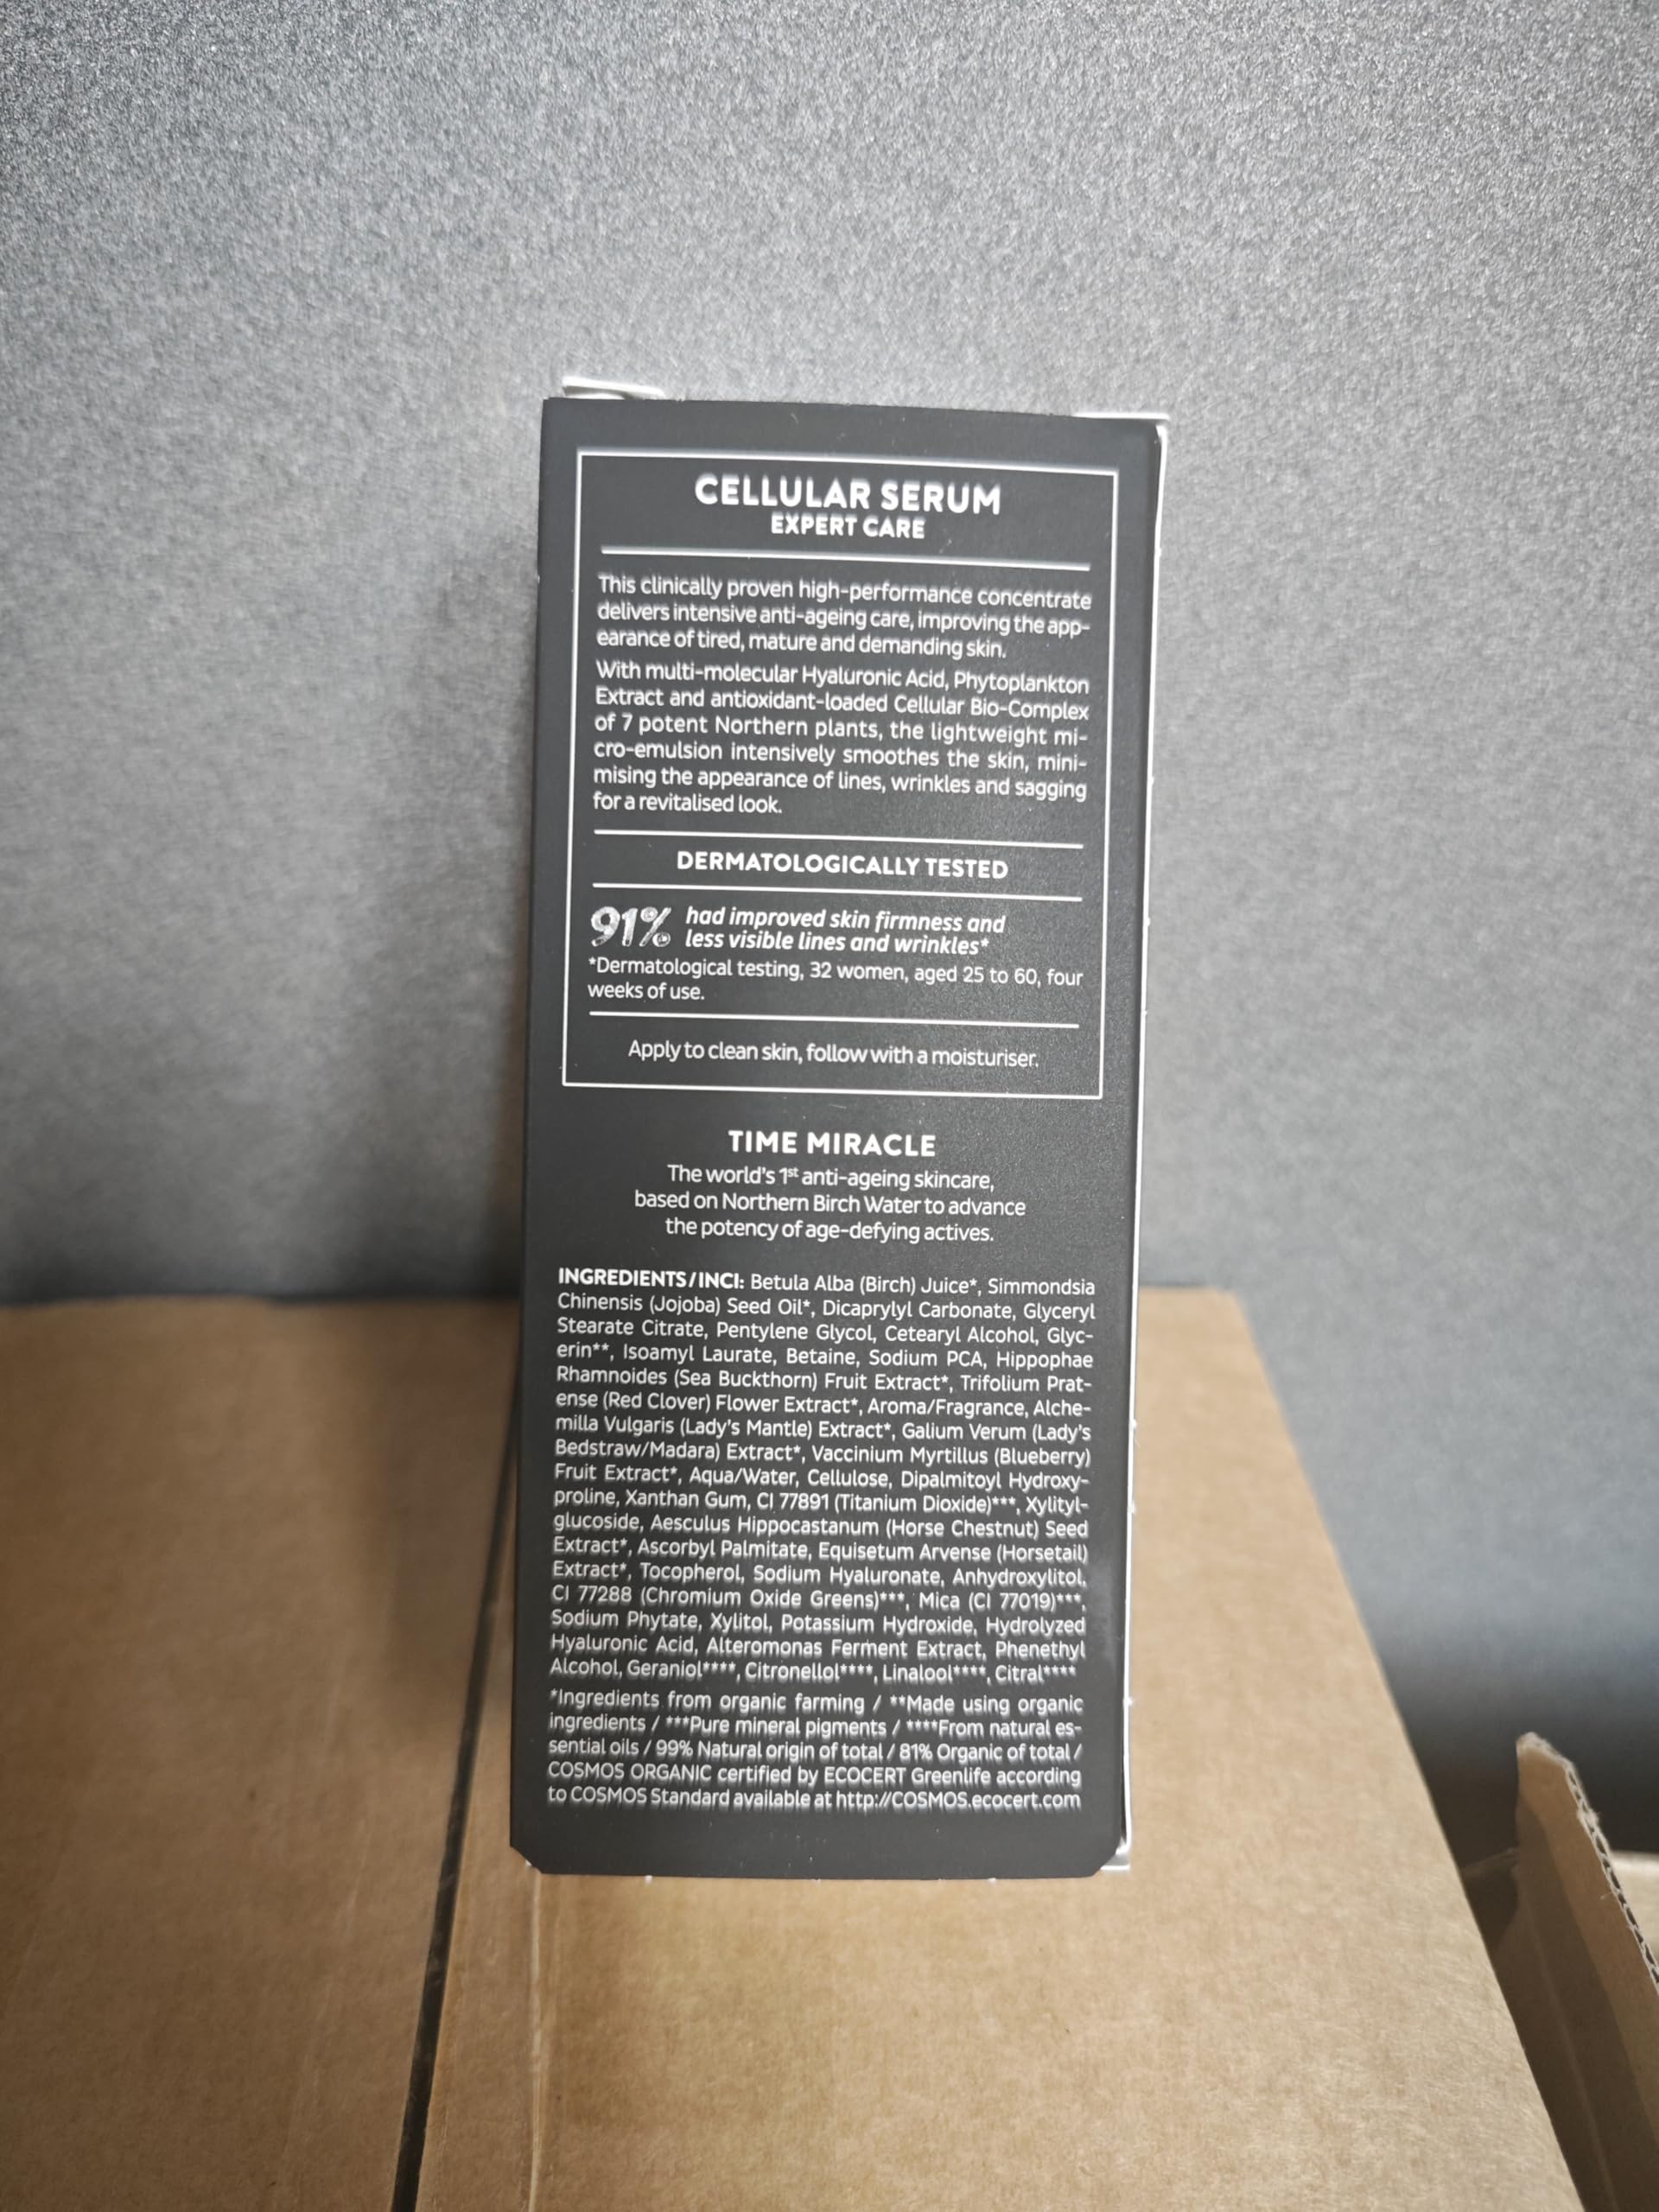 CELLULAR SERUM
EXPERT CARE
This clinically proven high-performance concentrate
delivers intensive anti-ageing care, improving the app-
earance of tired, mature and demanding skin.
With multi-molecular Hyaluronic Acid, Phytoplankton
Extract and antioxidant-loaded Cellular Bio-Complex
of 7 potent Northern plants, the lightweight mi-
cro-emulsion intensively smoothes the skin, mini-
mising the appearance of lines, wrinkles and sagging
for a revitalised look.
DERMATOLOGICALLY TESTED
91% had improved skin firmness and
less visible lines and wrinkles*
*Dermatological testing, 32 women, aged 25 to 60, four
weeks of use.
Apply to clean skin, follow with a moisturiser.
TIME MIRACLE
The world's 1st anti-ageing skincare,
based on Northern Birch Water to advance
the potency of age-defying actives.
INGREDIENTS/INCI: Betula Alba (Birch) Juice*, Simmondsia
Chinensis (Jojoba) Seed Oil*, Dicaprylyl Carbonate, Glyceryl
Stearate Citrate, Pentylene Glycol, Cetearyl Alcohol, Glyc-
erin**, Isoamyl Laurate, Betaine, Sodium PCA, Hippophae
Rhamnoides (Sea Buckthorn) Fruit Extract*, Trifolium Prat-
ense (Red Clover) Flower Extract*, Aroma/Fragrance, Alche-
milla Vulgaris (Lady's Mantle) Extract*, Galium Verum (Lady's
Bedstraw/Madara) Extract*, Vaccinium Myrtillus (Blueberry)
Fruit Extract*, Aqua/Water, Cellulose, Dipalmitoyl Hydroxy-
proline, Xanthan Gum, CI 77891 (Titanium Dioxide)***, Xylityl-
glucoside, Aesculus Hippocastanum (Horse Chestnut) Seed
Extract*, Ascorbyl Palmitate, Equisetum Arvense (Horsetail)
Extract*, Tocopherol, Sodium Hyaluronate, Anhydroxylitol,
CI 77288 (Chromium Oxide Greens)***, Mica (CI 77019)***,
Sodium Phytate, Xylitol, Potassium Hydroxide, Hydrolyzed
Hyaluronic Acid, Alteromonas Ferment Extract, Phenethyl
Alcohol, Geraniol****, Citronellol****, Linalool****, Citral****
*Ingredients from organic farming / **Made using organic
ingredients / ***Pure mineral pigments / ****From natural es-
sential oils / 99% Natural origin of total / 81% Organic of total /
COSMOS ORGANIC certified by ECOCERT Greenlife according
to COSMOS Standard available at http://COSMOS.ecocert.com